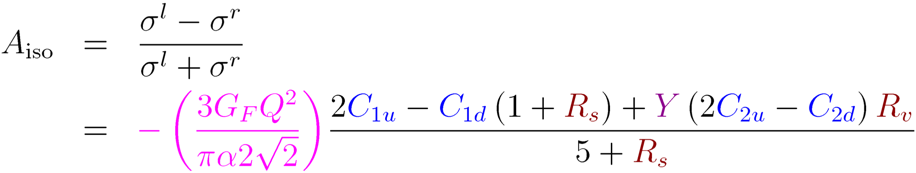 A_iso = (σ^l − σ^r) / (σ^l + σ^r)
= −(3G_F Q^2 / πα2√2) (2C_1u − C_1d (1 + R_s) + Y (2C_2u − C_2d) R_v) / (5 + R_s)